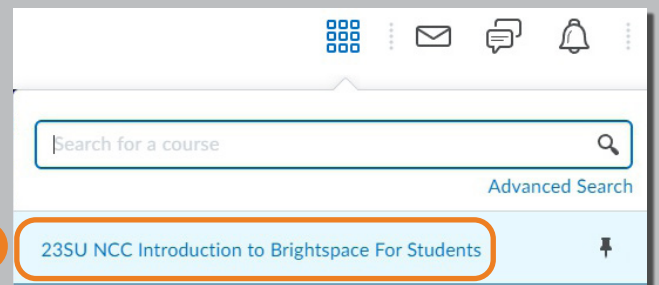 Search for a course
Advanced Search
23SU NCC Introduction to Brightspace For Students